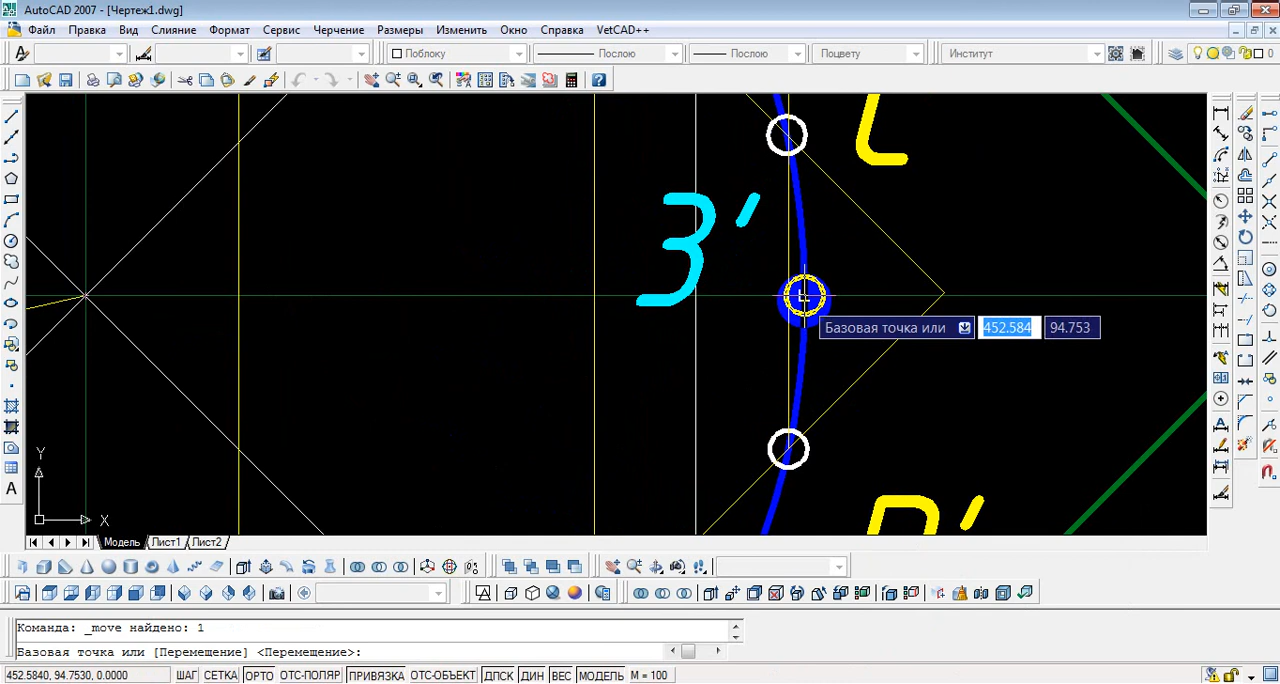 AutoCAD 2007 - [Чертеж1.dwg]
Файл Правка Вид Слияние Формат Сервис Черчение Размеры Изменить Окно Справка VetCAD++
Поблоку Послою Послою Поцвету Институт 0
3'
Базовая точка или 452.584 94.753
Y
X
Модель Лист1 Лист2
Команда: _move найдено: 1
Базовая точка или [Перемещение] <Перемещение>:
452.5840, 94.7530, 0.0000 ШАГ СЕТКА ОРТО ОТС-ПОЛЯР ПРИВЯЗКА ОТС-ОБЪЕКТ ДПСК ДИН ВЕС МОДЕЛЬ М = 100